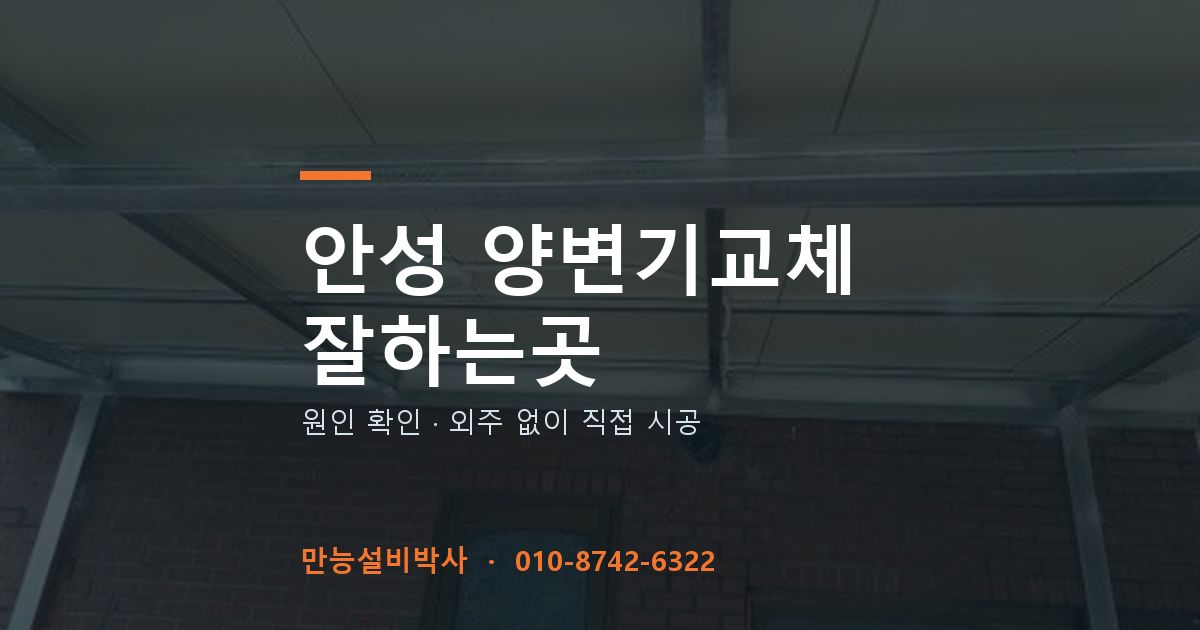 안성 양변기교체
잘하는곳
원인 확인 · 외주 없이 직접 시공
만능설비박사 · 010-8742-6322